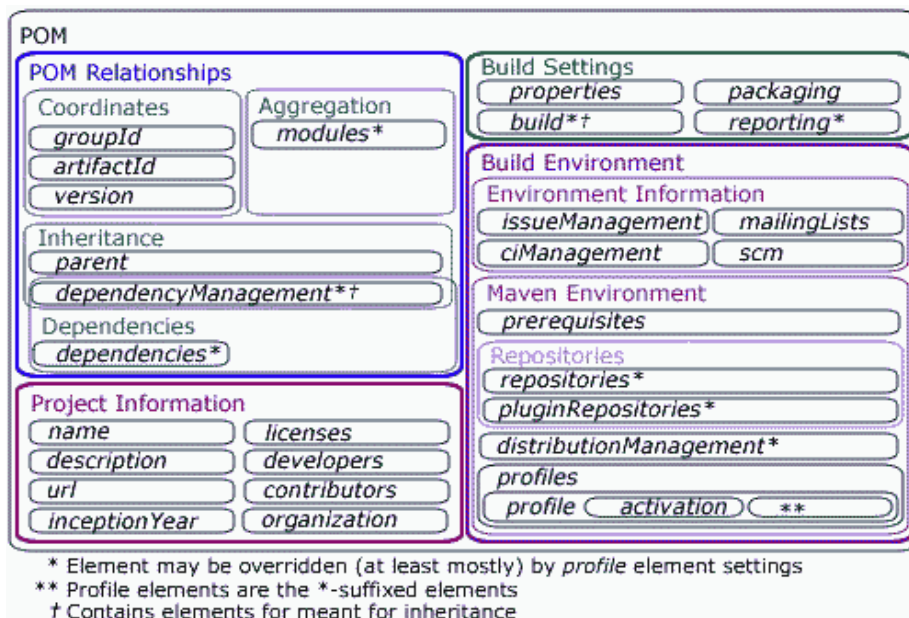 POM
POM Relationships
Coordinates
groupId
artifactId
version
Aggregation
modules*
Inheritance
parent
dependencyManagement*†
Dependencies
dependencies*
Project Information
name
licenses
description
developers
url
contributors
inceptionYear
organization
Build Settings
properties
packaging
build*†
reporting*
Build Environment
Environment Information
issueManagement
mailingLists
ciManagement
scm
Maven Environment
prerequisites
Repositories
repositories*
pluginRepositories*
distributionManagement*
profiles
profile
activation
**
* Element may be overridden (at least mostly) by profile element settings
** Profile elements are the *-suffixed elements
† Contains elements for meant for inheritance